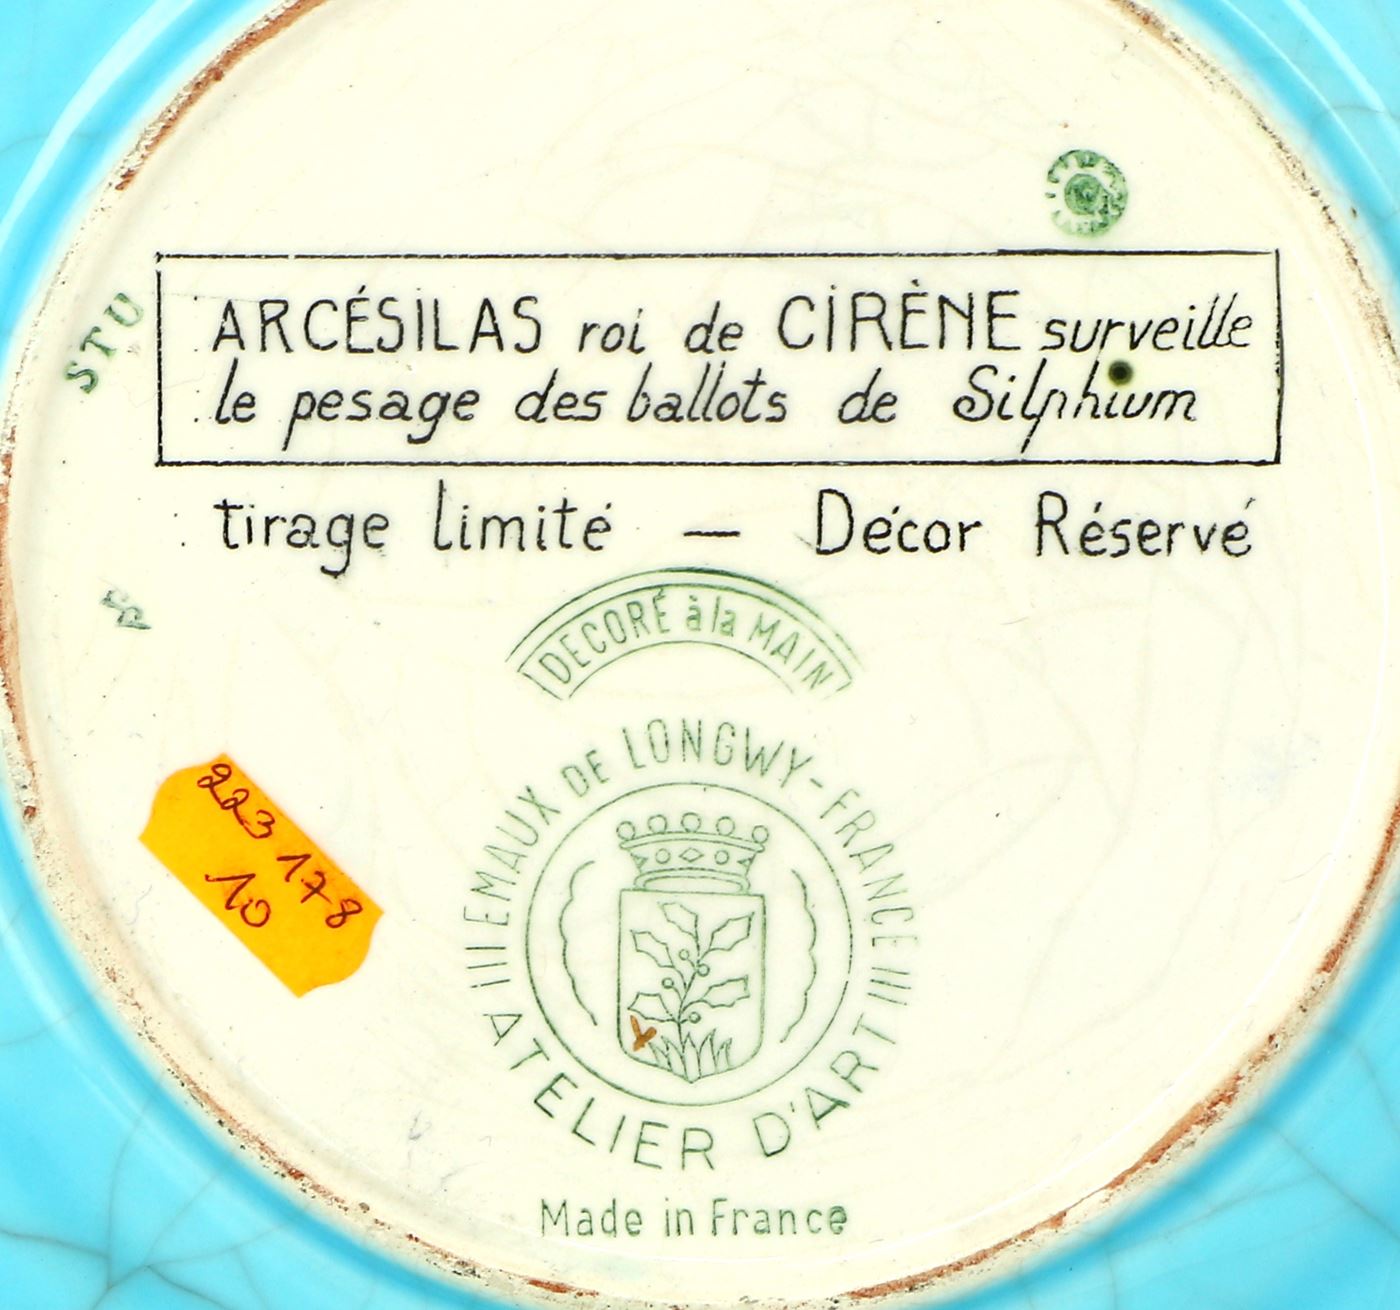 STU
ARCÉSILAS roi de CIRÈNE surveille
le pesage des ballots de Silphium
tirage limité — Décor Réservé
DECORÉ à la MAIN
EMAUX DE LONGWY-FRANCE
ATELIER D'ART
Made in France
223 178
10